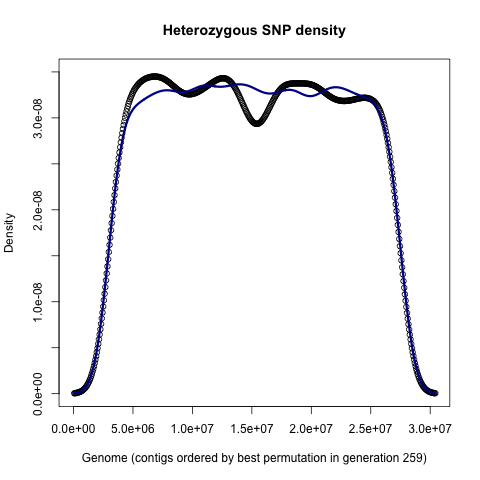 Heterozygous SNP density
Density
0.0e+00
1.0e-08
2.0e-08
3.0e-08
0.0e+00 5.0e+06 1.0e+07 1.5e+07 2.0e+07 2.5e+07 3.0e+07
Genome (contigs ordered by best permutation in generation 259)